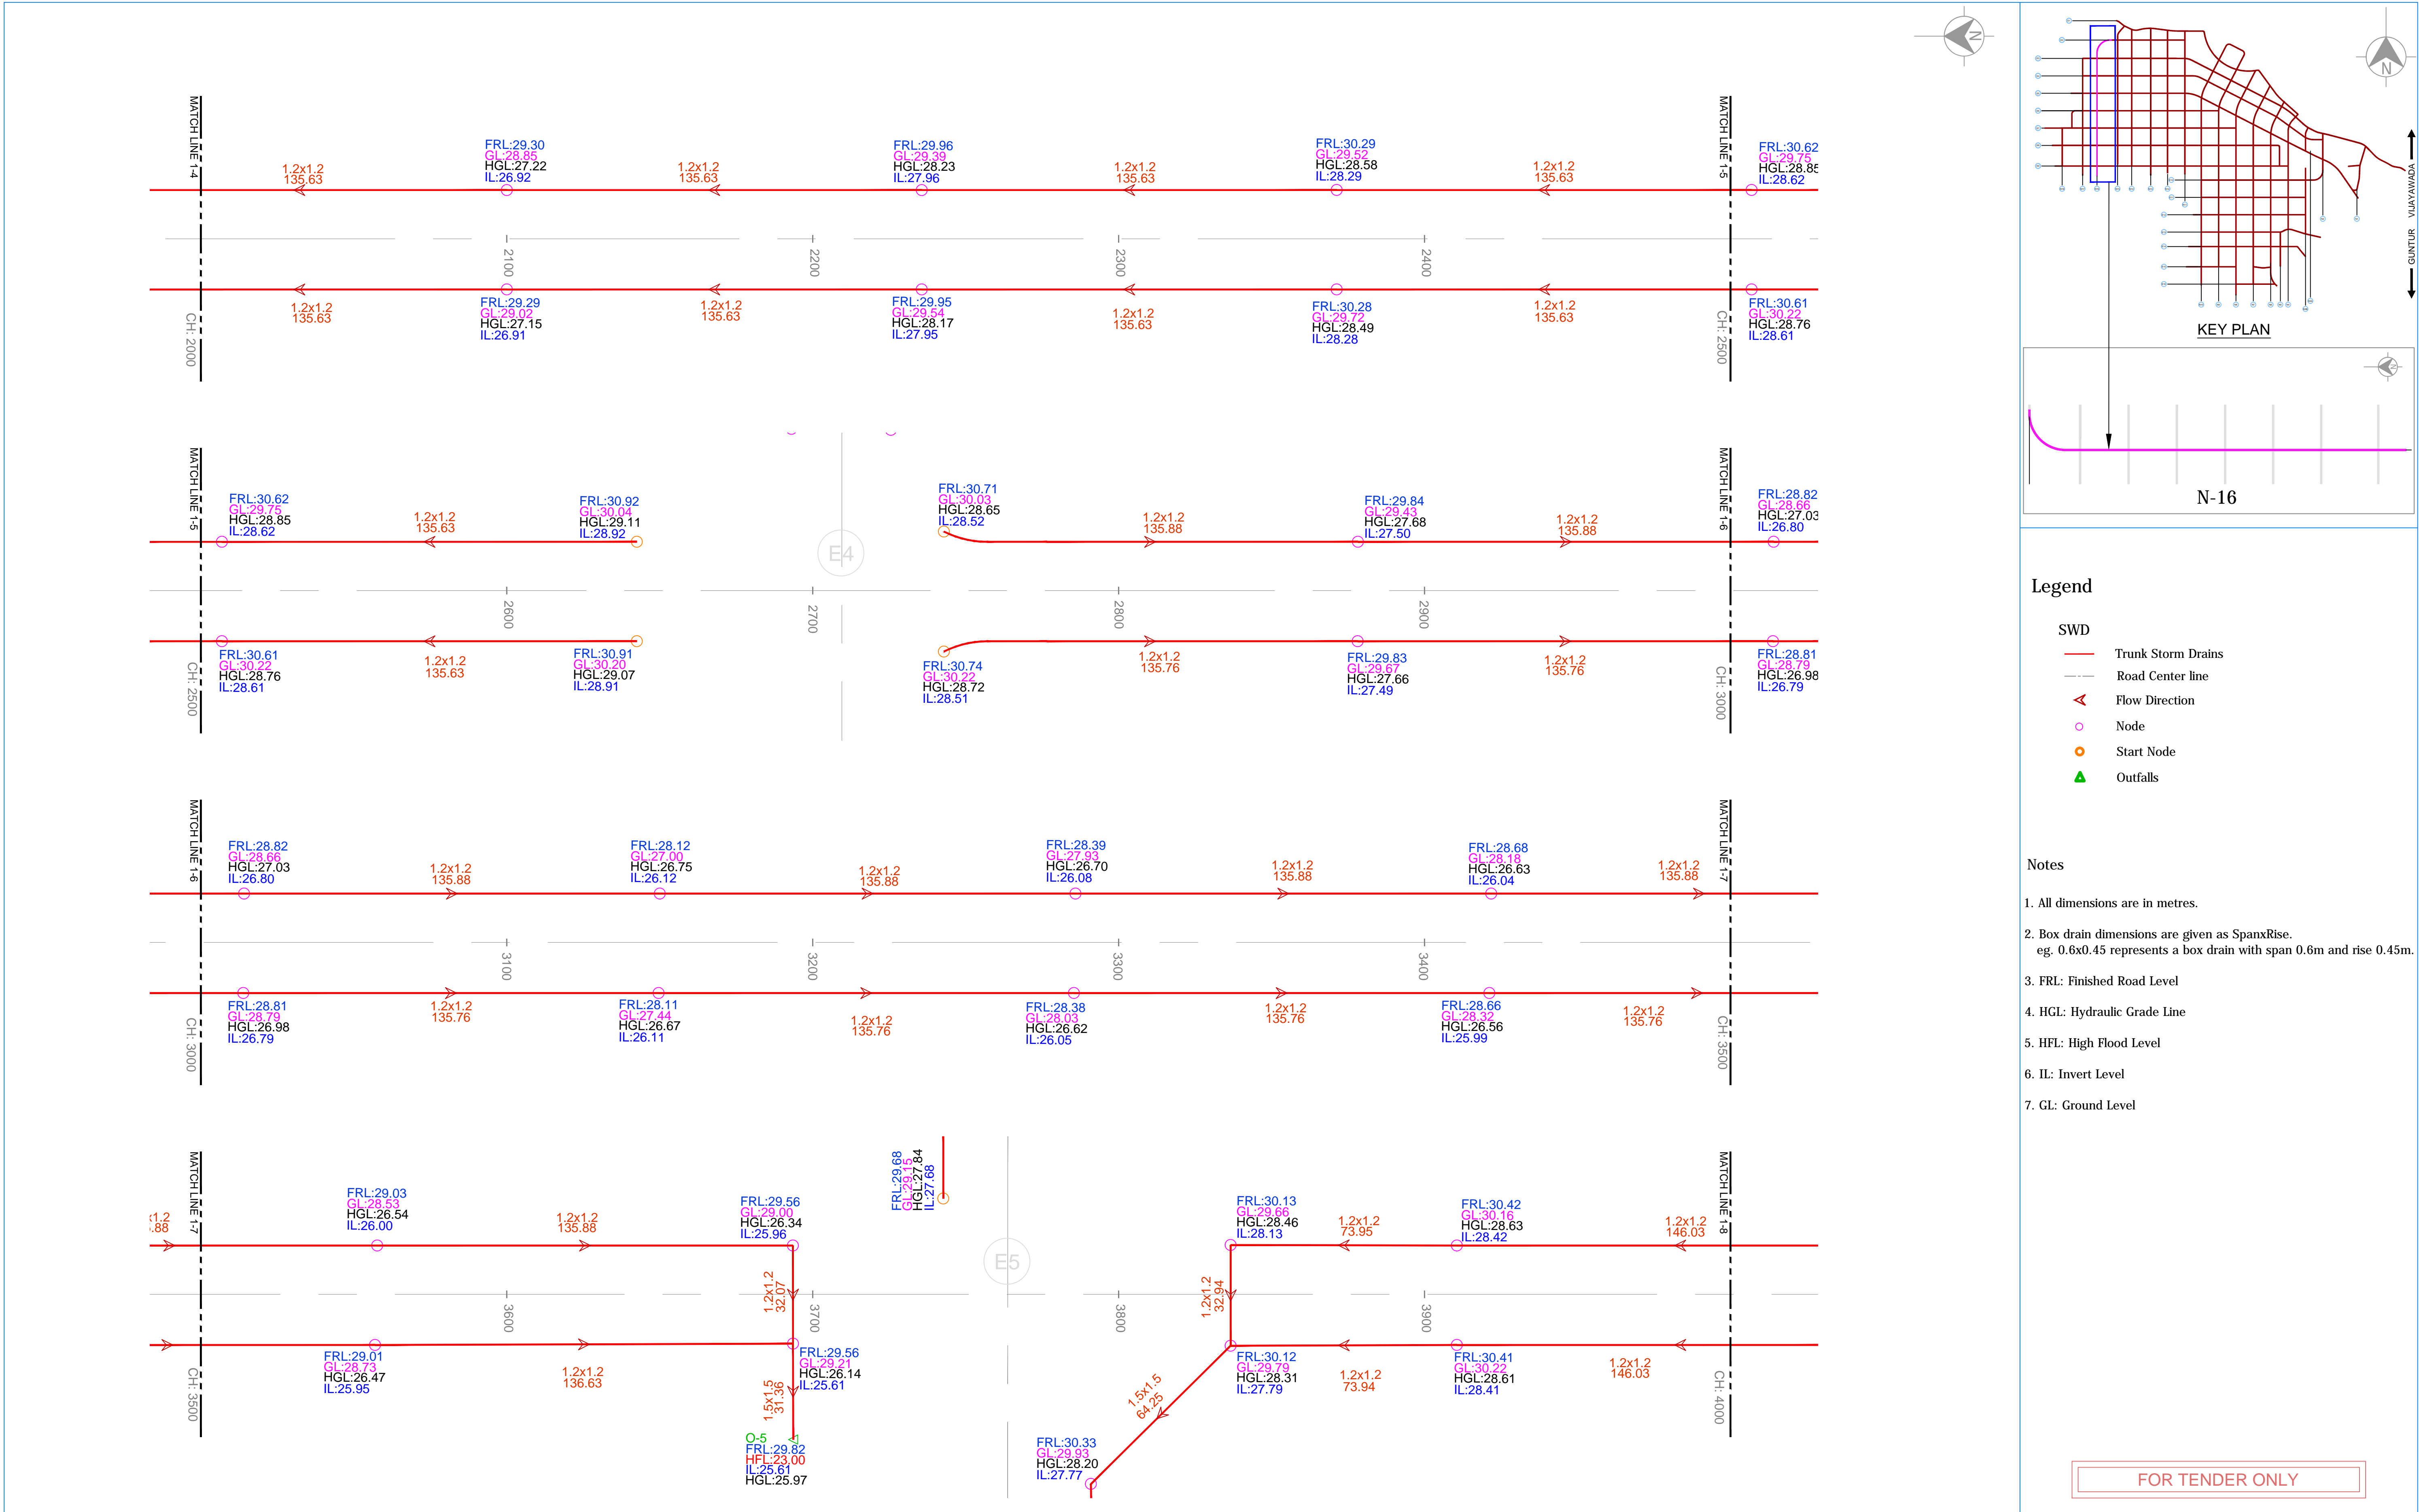 MATCH LINE 1-4
1.2x1.2
135.63
FRL:29.30
GL:28.85
HGL:27.22
IL:26.92
1.2x1.2
135.63
FRL:29.96
GL:29.39
HGL:28.23
IL:27.96
1.2x1.2
135.63
FRL:30.29
GL:29.52
HGL:28.58
IL:28.29
1.2x1.2
135.63
MATCH LINE 1-5
FRL:30.62
GL:29.75
HGL:28.85
IL:28.62
2100
2200
2300
2400
CH: 2000
1.2x1.2
135.63
FRL:29.29
GL:29.02
HGL:27.15
IL:26.91
1.2x1.2
135.63
FRL:29.95
GL:29.54
HGL:28.17
IL:27.95
1.2x1.2
135.63
FRL:30.28
GL:29.72
HGL:28.49
IL:28.28
1.2x1.2
135.63
CH: 2500
FRL:30.61
GL:30.22
HGL:28.76
IL:28.61
MATCH LINE 1-5
FRL:30.62
GL:29.75
HGL:28.85
IL:28.62
1.2x1.2
135.63
FRL:30.92
GL:30.04
HGL:29.11
IL:28.92
E4
FRL:30.71
GL:30.03
HGL:28.65
IL:28.52
1.2x1.2
135.88
FRL:29.84
GL:29.43
HGL:27.68
IL:27.50
1.2x1.2
135.88
MATCH LINE 1-6
FRL:28.82
GL:28.66
HGL:27.03
IL:26.80
2600
2700
2800
2900
CH: 2500
FRL:30.61
GL:30.22
HGL:28.76
IL:28.61
1.2x1.2
135.63
FRL:30.91
GL:30.20
HGL:29.07
IL:28.91
FRL:30.74
GL:30.22
HGL:28.72
IL:28.51
1.2x1.2
135.76
FRL:29.83
GL:29.67
HGL:27.66
IL:27.49
1.2x1.2
135.76
CH: 3000
FRL:28.81
GL:28.79
HGL:26.98
IL:26.79
MATCH LINE 1-6
FRL:28.82
GL:28.66
HGL:27.03
IL:26.80
1.2x1.2
135.88
FRL:28.12
GL:27.00
HGL:26.75
IL:26.12
1.2x1.2
135.88
FRL:28.39
GL:27.93
HGL:26.70
IL:26.08
1.2x1.2
135.88
FRL:28.68
GL:28.18
HGL:26.63
IL:26.04
1.2x1.2
135.88
MATCH LINE 1-7
3100
3200
3300
3400
CH: 3000
FRL:28.81
GL:28.79
HGL:26.98
IL:26.79
1.2x1.2
135.76
FRL:28.11
GL:27.44
HGL:26.67
IL:26.11
1.2x1.2
135.76
FRL:28.38
GL:28.03
HGL:26.62
IL:26.05
1.2x1.2
135.76
FRL:28.66
GL:28.32
HGL:26.56
IL:25.99
1.2x1.2
135.76
CH: 3500
MATCH LINE 1-7
FRL:29.03
GL:28.53
HGL:26.54
IL:26.00
1.2x1.2
135.88
FRL:29.56
GL:29.00
HGL:26.34
IL:25.96
FRL:29.68
GL:29.15
HGL:27.84
IL:27.68
E5
FRL:30.13
GL:29.66
HGL:28.46
IL:28.13
1.2x1.2
73.95
FRL:30.42
GL:30.16
HGL:28.63
IL:28.42
1.2x1.2
146.03
MATCH LINE 1-8
1.2x1.2
32.07
1.2x1.2
32.94
3600
3700
3800
3900
CH: 3500
FRL:29.01
GL:28.73
HGL:26.47
IL:25.95
1.2x1.2
136.63
FRL:29.56
GL:29.21
HGL:26.14
IL:25.61
1.5x1.5
31.36
O-5
FRL:29.82
HFL:23.00
IL:25.61
HGL:25.97
1.5x1.5
64.25
FRL:30.12
GL:29.79
HGL:28.31
IL:27.79
1.2x1.2
73.94
FRL:30.41
GL:30.22
HGL:28.61
IL:28.41
1.2x1.2
146.03
CH: 4000
FRL:30.33
GL:29.93
HGL:28.20
IL:27.77
N
N
VIJAYAWADA
GUNTUR
KEY PLAN
N
N-16
Legend
SWD
Trunk Storm Drains
Road Center line
Flow Direction
Node
Start Node
Outfalls
Notes
1. All dimensions are in metres.
2. Box drain dimensions are given as SpanxRise.
eg. 0.6x0.45 represents a box drain with span 0.6m and rise 0.45m.
3. FRL: Finished Road Level
4. HGL: Hydraulic Grade Line
5. HFL: High Flood Level
6. IL: Invert Level
7. GL: Ground Level
FOR TENDER ONLY